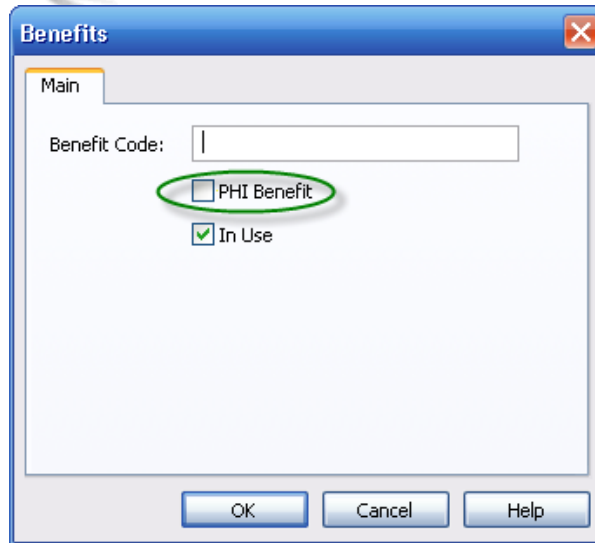 Benefits
Main
Benefit Code:
PHI Benefit
In Use
OK Cancel Help